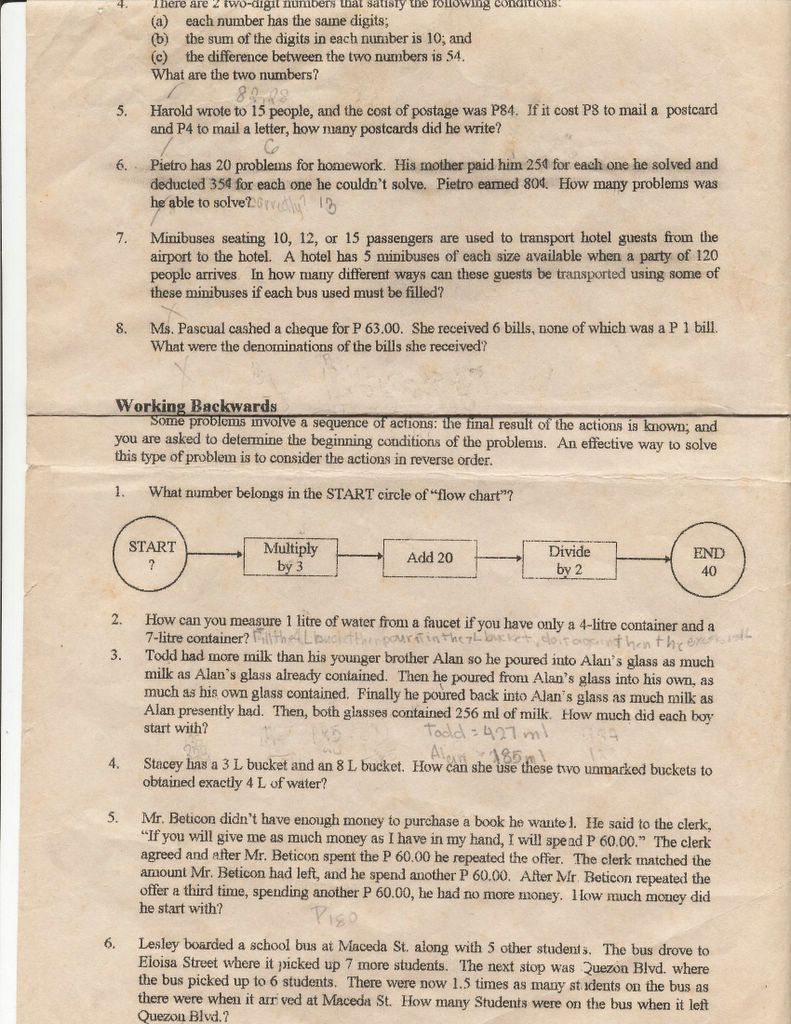 4. There are 2 two-digit numbers that satisfy the following conditions:
(a) each number has the same digits;
(b) the sum of the digits in each number is 10; and
(c) the difference between the two numbers is 54.
What are the two numbers?
5. Harold wrote to 15 people, and the cost of postage was P84. If it cost P8 to mail a postcard
and P4 to mail a letter, how many postcards did he write?
6
6. Pietro has 20 problems for homework. His mother paid him 25¢ for each one he solved and
deducted 35¢ for each one he couldn't solve. Pietro earned 80¢. How many problems was
he able to solve? correctly? 13
7. Minibuses seating 10, 12, or 15 passengers are used to transport hotel guests from the
airport to the hotel. A hotel has 5 minibuses of each size available when a party of 120
people arrives. In how many different ways can these guests be transported using some of
these minibuses if each bus used must be filled?
8. Ms. Pascual cashed a cheque for P 63.00. She received 6 bills, none of which was a P 1 bill.
What were the denominations of the bills she received?
Working Backwards
Some problems involve a sequence of actions: the final result of the actions is known; and
you are asked to determine the beginning conditions of the problems. An effective way to solve
this type of problem is to consider the actions in reverse order.
1. What number belongs in the START circle of "flow chart"?
START
?
Multiply
by 3
Add 20
Divide
by 2
END
40
2. How can you measure 1 litre of water from a faucet if you have only a 4-litre container and a
7-litre container? Fill the 4L bucket then pour it in the 7L bucket, do so again then the
3. Todd had more milk than his younger brother Alan so he poured into Alan's glass as much
milk as Alan's glass already contained. Then he poured from Alan's glass into his own, as
much as his own glass contained. Finally he poured back into Alan's glass as much milk as
Alan presently had. Then, both glasses contained 256 ml of milk. How much did each boy
start with?
Todd = 427 ml
Alan = 185 ml
4. Stacey has a 3 L bucket and an 8 L bucket. How can she use these two unmarked buckets to
obtained exactly 4 L of water?
5. Mr. Beticon didn't have enough money to purchase a book he wanted. He said to the clerk,
"If you will give me as much money as I have in my hand, I will spend P 60.00." The clerk
agreed and after Mr. Beticon spent the P 60.00 he repeated the offer. The clerk matched the
amount Mr. Beticon had left, and he spend another P 60.00. After Mr. Beticon repeated the
offer a third time, spending another P 60.00, he had no more money. How much money did
he start with?
P180
6. Lesley boarded a school bus at Maceda St. along with 5 other students. The bus drove to
Eloisa Street where it picked up 7 more students. The next stop was Quezon Blvd. where
the bus picked up to 6 students. There were now 1.5 times as many students on the bus as
there were when it arrived at Maceda St. How many Students were on the bus when it left
Quezon Blvd.?